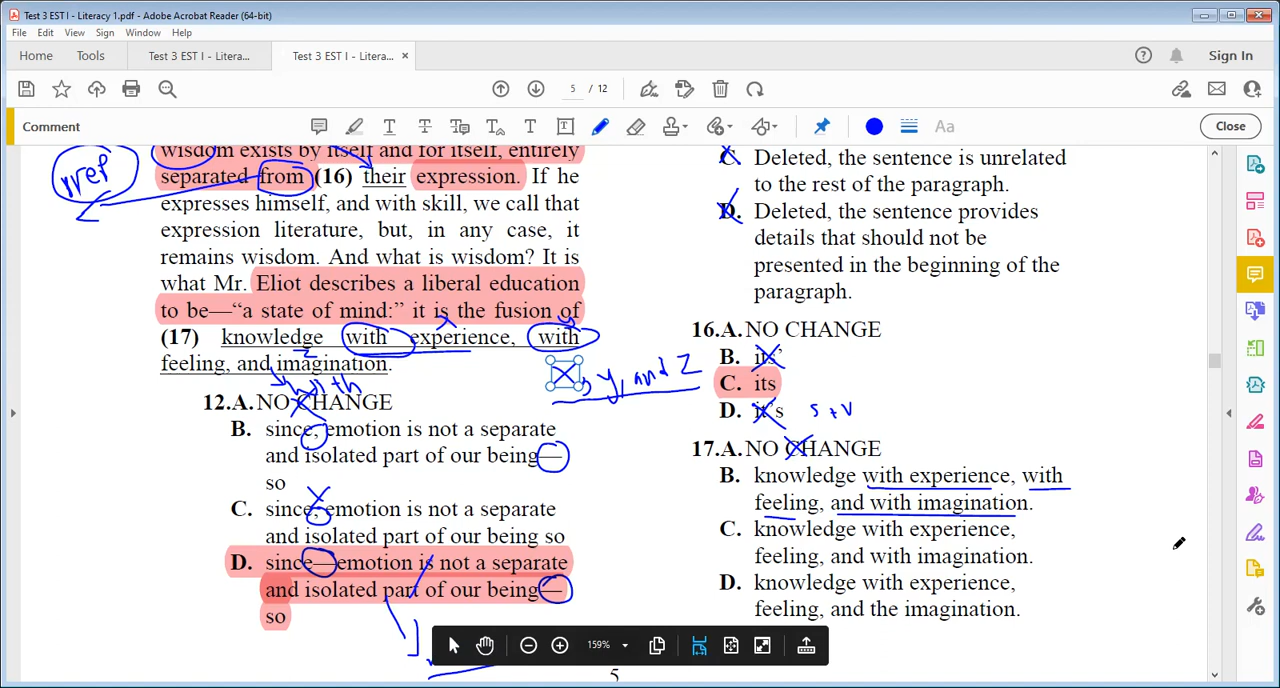 Test 3 EST I - Literacy 1.pdf - Adobe Acrobat Reader (64-bit)
File Edit View Sign Window Help
Home Tools Test 3 EST I - Litera... Test 3 EST I - Litera... × Sign In
5 / 12
Comment Aa Close
wisdom exists by itself and for itself, entirely
separated from (16) their expression. If he
expresses himself, and with skill, we call that
expression literature, but, in any case, it
remains wisdom. And what is wisdom? It is
what Mr. Eliot describes a liberal education
to be—“a state of mind:” it is the fusion of
(17) knowledge with experience, with
feeling, and imagination.
x
y
z
X, Y, and Z
12.A. NO CHANGE
B. since, emotion is not a separate
and isolated part of our being—
so
C. since, emotion is not a separate
and isolated part of our being so
D. since—emotion is not a separate
and isolated part of our being—
so
C. Deleted, the sentence is unrelated
to the rest of the paragraph.
D. Deleted, the sentence provides
details that should not be
presented in the beginning of the
paragraph.
16.A. NO CHANGE
B. its’
C. its
D. it’s s + v
17.A. NO CHANGE
B. knowledge with experience, with
feeling, and with imagination.
C. knowledge with experience,
feeling, and with imagination.
D. knowledge with experience,
feeling, and the imagination.
159%
5